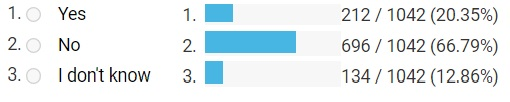 1. Yes 1. 212 / 1042 (20.35%)
2. No 2. 696 / 1042 (66.79%)
3. I don't know 3. 134 / 1042 (12.86%)